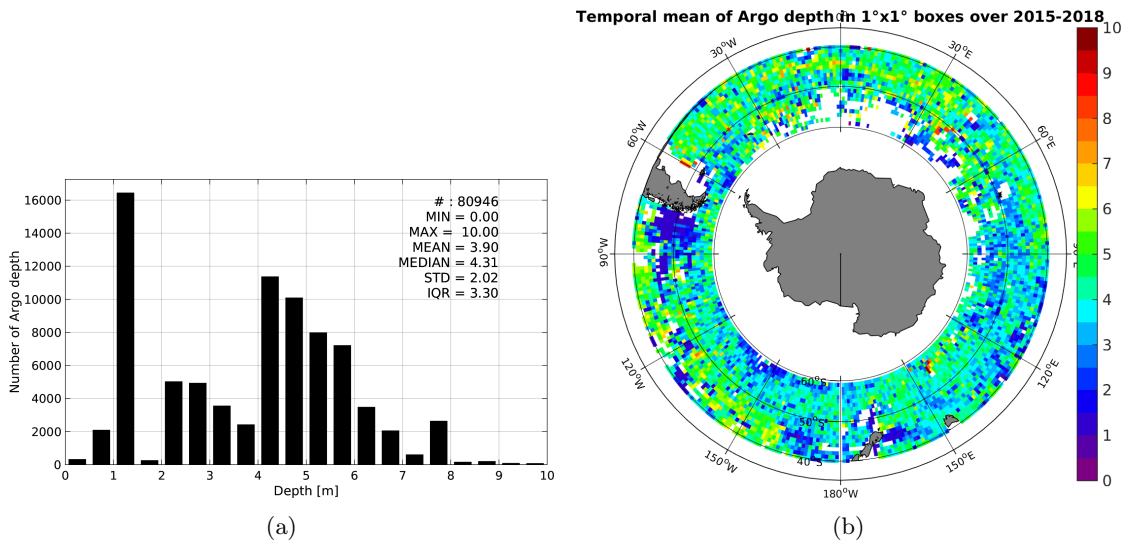 Temporal mean of Argo depth in 1°x1° boxes over 2015-2018
# : 80946
MIN = 0.00
MAX = 10.00
MEAN = 3.90
MEDIAN = 4.31
STD = 2.02
IQR = 3.30
Number of Argo depth
16000
14000
12000
10000
8000
6000
4000
2000
0
0 1 2 3 4 5 6 7 8 9 10
Depth [m]
(a)
30°W
30°E
60°W
60°E
90°W
120°W
120°E
150°W
150°E
180°W
60°S
50°S
40°S
10
9
8
7
6
5
4
3
2
1
0
(b)